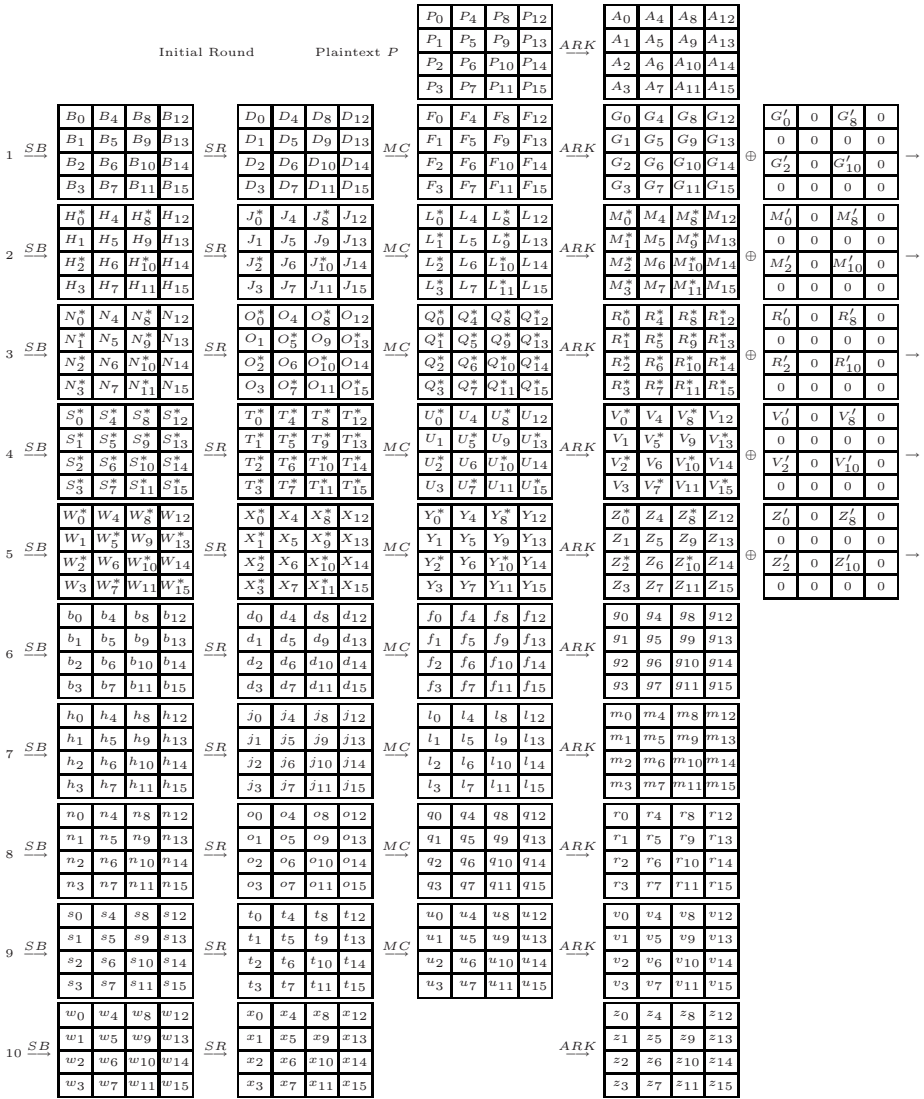 P0 P4 P8 P12 A0 A4 A8 A12
Initial Round Plaintext P P1 P5 P9 P13 ARK→ A1 A5 A9 A13
P2 P6 P10 P14 A2 A6 A10 A14
P3 P7 P11 P15 A3 A7 A11 A15
B0 B4 B8 B12 D0 D4 D8 D12 F0 F4 F8 F12 G0 G4 G8 G12 G′0 0 G′8 0
1 SB→ B1 B5 B9 B13 SR→ D1 D5 D9 D13 MC→ F1 F5 F9 F13 ARK→ G1 G5 G9 G13 ⊕ 0 0 0 0 →
B2 B6 B10 B14 D2 D6 D10 D14 F2 F6 F10 F14 G2 G6 G10 G14 G′2 0 G′10 0
B3 B7 B11 B15 D3 D7 D11 D15 F3 F7 F11 F15 G3 G7 G11 G15 0 0 0 0
H*0 H4 H*8 H12 J*0 J4 J*8 J12 L*0 L4 L*8 L12 M*0 M4 M*8 M12 M′0 0 M′8 0
2 SB→ H1 H5 H9 H13 SR→ J1 J5 J9 J13 MC→ L*1 L5 L*9 L13 ARK→ M*1 M5 M*9 M13 ⊕ 0 0 0 0 →
H*2 H6 H*10 H14 J*2 J6 J*10 J14 L*2 L6 L*10 L14 M*2 M6 M*10 M14 M′2 0 M′10 0
H3 H7 H11 H15 J3 J7 J11 J15 L*3 L7 L*11 L15 M*3 M7 M*11 M15 0 0 0 0
N*0 N4 N*8 N12 O*0 O4 O*8 O12 Q*0 Q*4 Q*8 Q*12 R*0 R*4 R*8 R*12 R′0 0 R′8 0
3 SB→ N*1 N5 N*9 N13 SR→ O1 O*5 O9 O*13 MC→ Q*1 Q*5 Q*9 Q*13 ARK→ R*1 R*5 R*9 R*13 ⊕ 0 0 0 0 →
N*2 N6 N*10 N14 O*2 O6 O*10 O14 Q*2 Q*6 Q*10 Q*14 R*2 R*6 R*10 R*14 R′2 0 R′10 0
N*3 N7 N*11 N15 O3 O*7 O11 O*15 Q*3 Q*7 Q*11 Q*15 R*3 R*7 R*11 R*15 0 0 0 0
S*0 S*4 S*8 S*12 T*0 T*4 T*8 T*12 U*0 U4 U*8 U12 V*0 V4 V*8 V12 V′0 0 V′8 0
4 SB→ S*1 S*5 S*9 S*13 SR→ T*1 T*5 T*9 T*13 MC→ U1 U*5 U9 U*13 ARK→ V1 V*5 V9 V*13 ⊕ 0 0 0 0 →
S*2 S*6 S*10 S*14 T*2 T*6 T*10 T*14 U*2 U6 U*10 U14 V*2 V6 V*10 V14 V′2 0 V′10 0
S*3 S*7 S*11 S*15 T*3 T*7 T*11 T*15 U3 U*7 U11 U*15 V3 V*7 V11 V*15 0 0 0 0
W*0 W4 W*8 W12 X*0 X4 X*8 X12 Y*0 Y4 Y*8 Y12 Z*0 Z4 Z*8 Z12 Z′0 0 Z′8 0
5 SB→ W1 W*5 W9 W*13 SR→ X*1 X5 X*9 X13 MC→ Y1 Y5 Y9 Y13 ARK→ Z1 Z5 Z9 Z13 ⊕ 0 0 0 0 →
W*2 W6 W*10 W14 X*2 X6 X*10 X14 Y*2 Y6 Y*10 Y14 Z*2 Z6 Z*10 Z14 Z′2 0 Z′10 0
W3 W*7 W11 W*15 X*3 X7 X*11 X15 Y3 Y7 Y11 Y15 Z3 Z7 Z11 Z15 0 0 0 0
b0 b4 b8 b12 d0 d4 d8 d12 f0 f4 f8 f12 g0 g4 g8 g12
6 SB→ b1 b5 b9 b13 SR→ d1 d5 d9 d13 MC→ f1 f5 f9 f13 ARK→ g1 g5 g9 g13
b2 b6 b10 b14 d2 d6 d10 d14 f2 f6 f10 f14 g2 g6 g10 g14
b3 b7 b11 b15 d3 d7 d11 d15 f3 f7 f11 f15 g3 g7 g11 g15
h0 h4 h8 h12 j0 j4 j8 j12 l0 l4 l8 l12 m0 m4 m8 m12
7 SB→ h1 h5 h9 h13 SR→ j1 j5 j9 j13 MC→ l1 l5 l9 l13 ARK→ m1 m5 m9 m13
h2 h6 h10 h14 j2 j6 j10 j14 l2 l6 l10 l14 m2 m6 m10 m14
h3 h7 h11 h15 j3 j7 j11 j15 l3 l7 l11 l15 m3 m7 m11 m15
n0 n4 n8 n12 o0 o4 o8 o12 q0 q4 q8 q12 r0 r4 r8 r12
8 SB→ n1 n5 n9 n13 SR→ o1 o5 o9 o13 MC→ q1 q5 q9 q13 ARK→ r1 r5 r9 r13
n2 n6 n10 n14 o2 o6 o10 o14 q2 q6 q10 q14 r2 r6 r10 r14
n3 n7 n11 n15 o3 o7 o11 o15 q3 q7 q11 q15 r3 r7 r11 r15
s0 s4 s8 s12 t0 t4 t8 t12 u0 u4 u8 u12 v0 v4 v8 v12
9 SB→ s1 s5 s9 s13 SR→ t1 t5 t9 t13 MC→ u1 u5 u9 u13 ARK→ v1 v5 v9 v13
s2 s6 s10 s14 t2 t6 t10 t14 u2 u6 u10 u14 v2 v6 v10 v14
s3 s7 s11 s15 t3 t7 t11 t15 u3 u7 u11 u15 v3 v7 v11 v15
w0 w4 w8 w12 x0 x4 x8 x12 z0 z4 z8 z12
10 SB→ w1 w5 w9 w13 SR→ x1 x5 x9 x13 ARK→ z1 z5 z9 z13
w2 w6 w10 w14 x2 x6 x10 x14 z2 z6 z10 z14
w3 w7 w11 w15 x3 x7 x11 x15 z3 z7 z11 z15